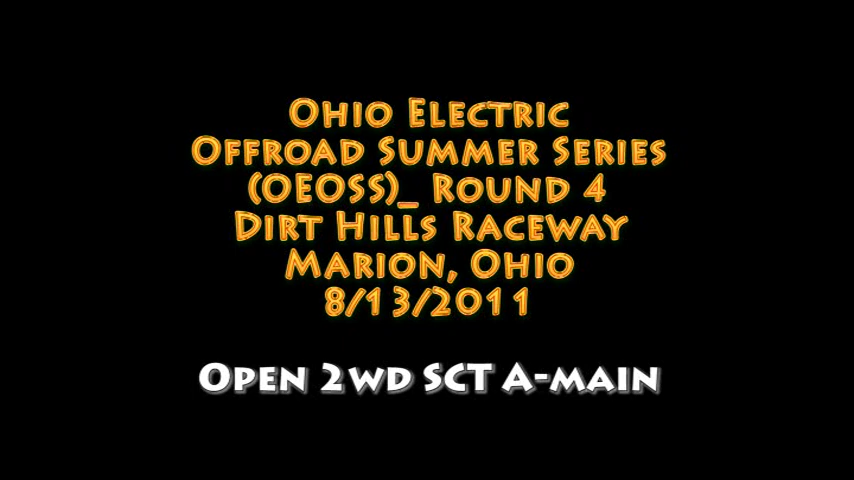 Ohio Electric
Offroad Summer Series
(OEOSS)_ Round 4
Dirt Hills Raceway
Marion, Ohio
8/13/2011
Open 2wd SCT A-main